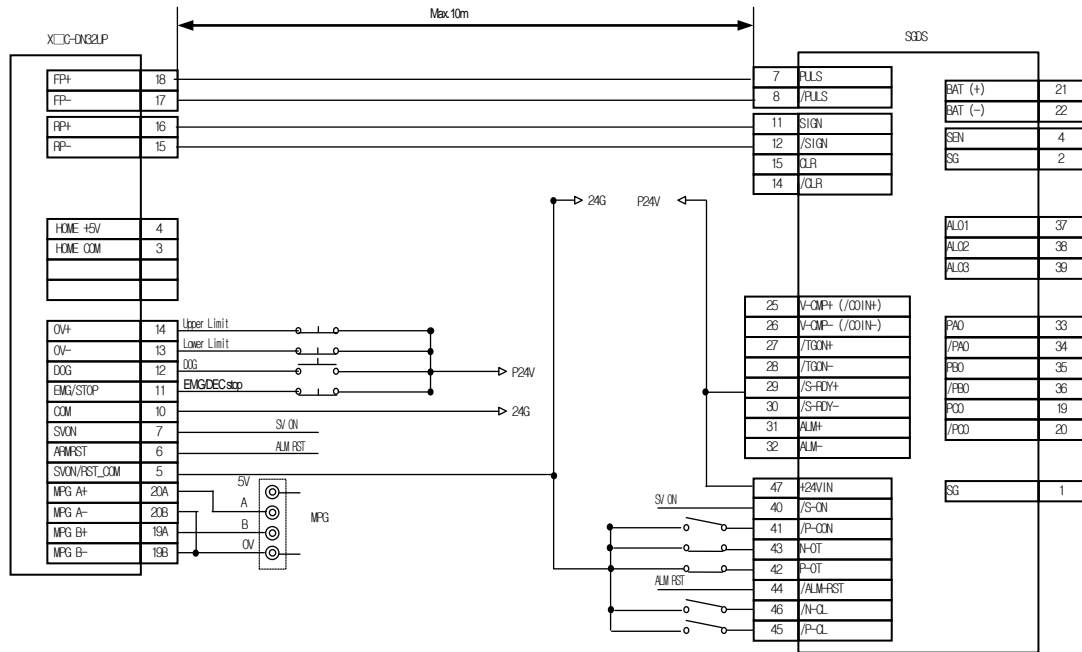 Max. 10m
X□C-DN32UP
SGDS
FP+ 18
FP- 17
RP+ 16
RP- 15
HOME +5V 4
HOME COM 3
OV+ 14 Upper Limit
OV- 13 Lower Limit
DOG 12 DOG
EMG/STOP 11 EMG/DEC stop
COM 10
SVON 7 SV ON
ARMRST 6 ALM RST
SVON/RST_COM 5
MPG A+ 20A
MPG A- 20B
MPG B+ 19A
MPG B- 19B
P24V
24G
5V
A
B
0V
MPG
24G
P24V
7 PULS
8 /PULS
11 SIGN
12 /SIGN
15 CLR
14 /CLR
25 V-CMP+ (/COIN+)
26 V-CMP- (/COIN-)
27 /TGON+
28 /TGON-
29 /S-RDY+
30 /S-RDY-
31 ALM+
32 ALM-
47 +24VIN
SV ON 40 /S-ON
41 /P-CON
43 N-OT
42 P-OT
ALM RST 44 /ALM-RST
46 /N-CL
45 /P-CL
BAT (+) 21
BAT (-) 22
SEN 4
SG 2
ALO1 37
ALO2 38
ALO3 39
PAO 33
/PAO 34
PBO 35
/PBO 36
PCO 19
/PCO 20
SG 1